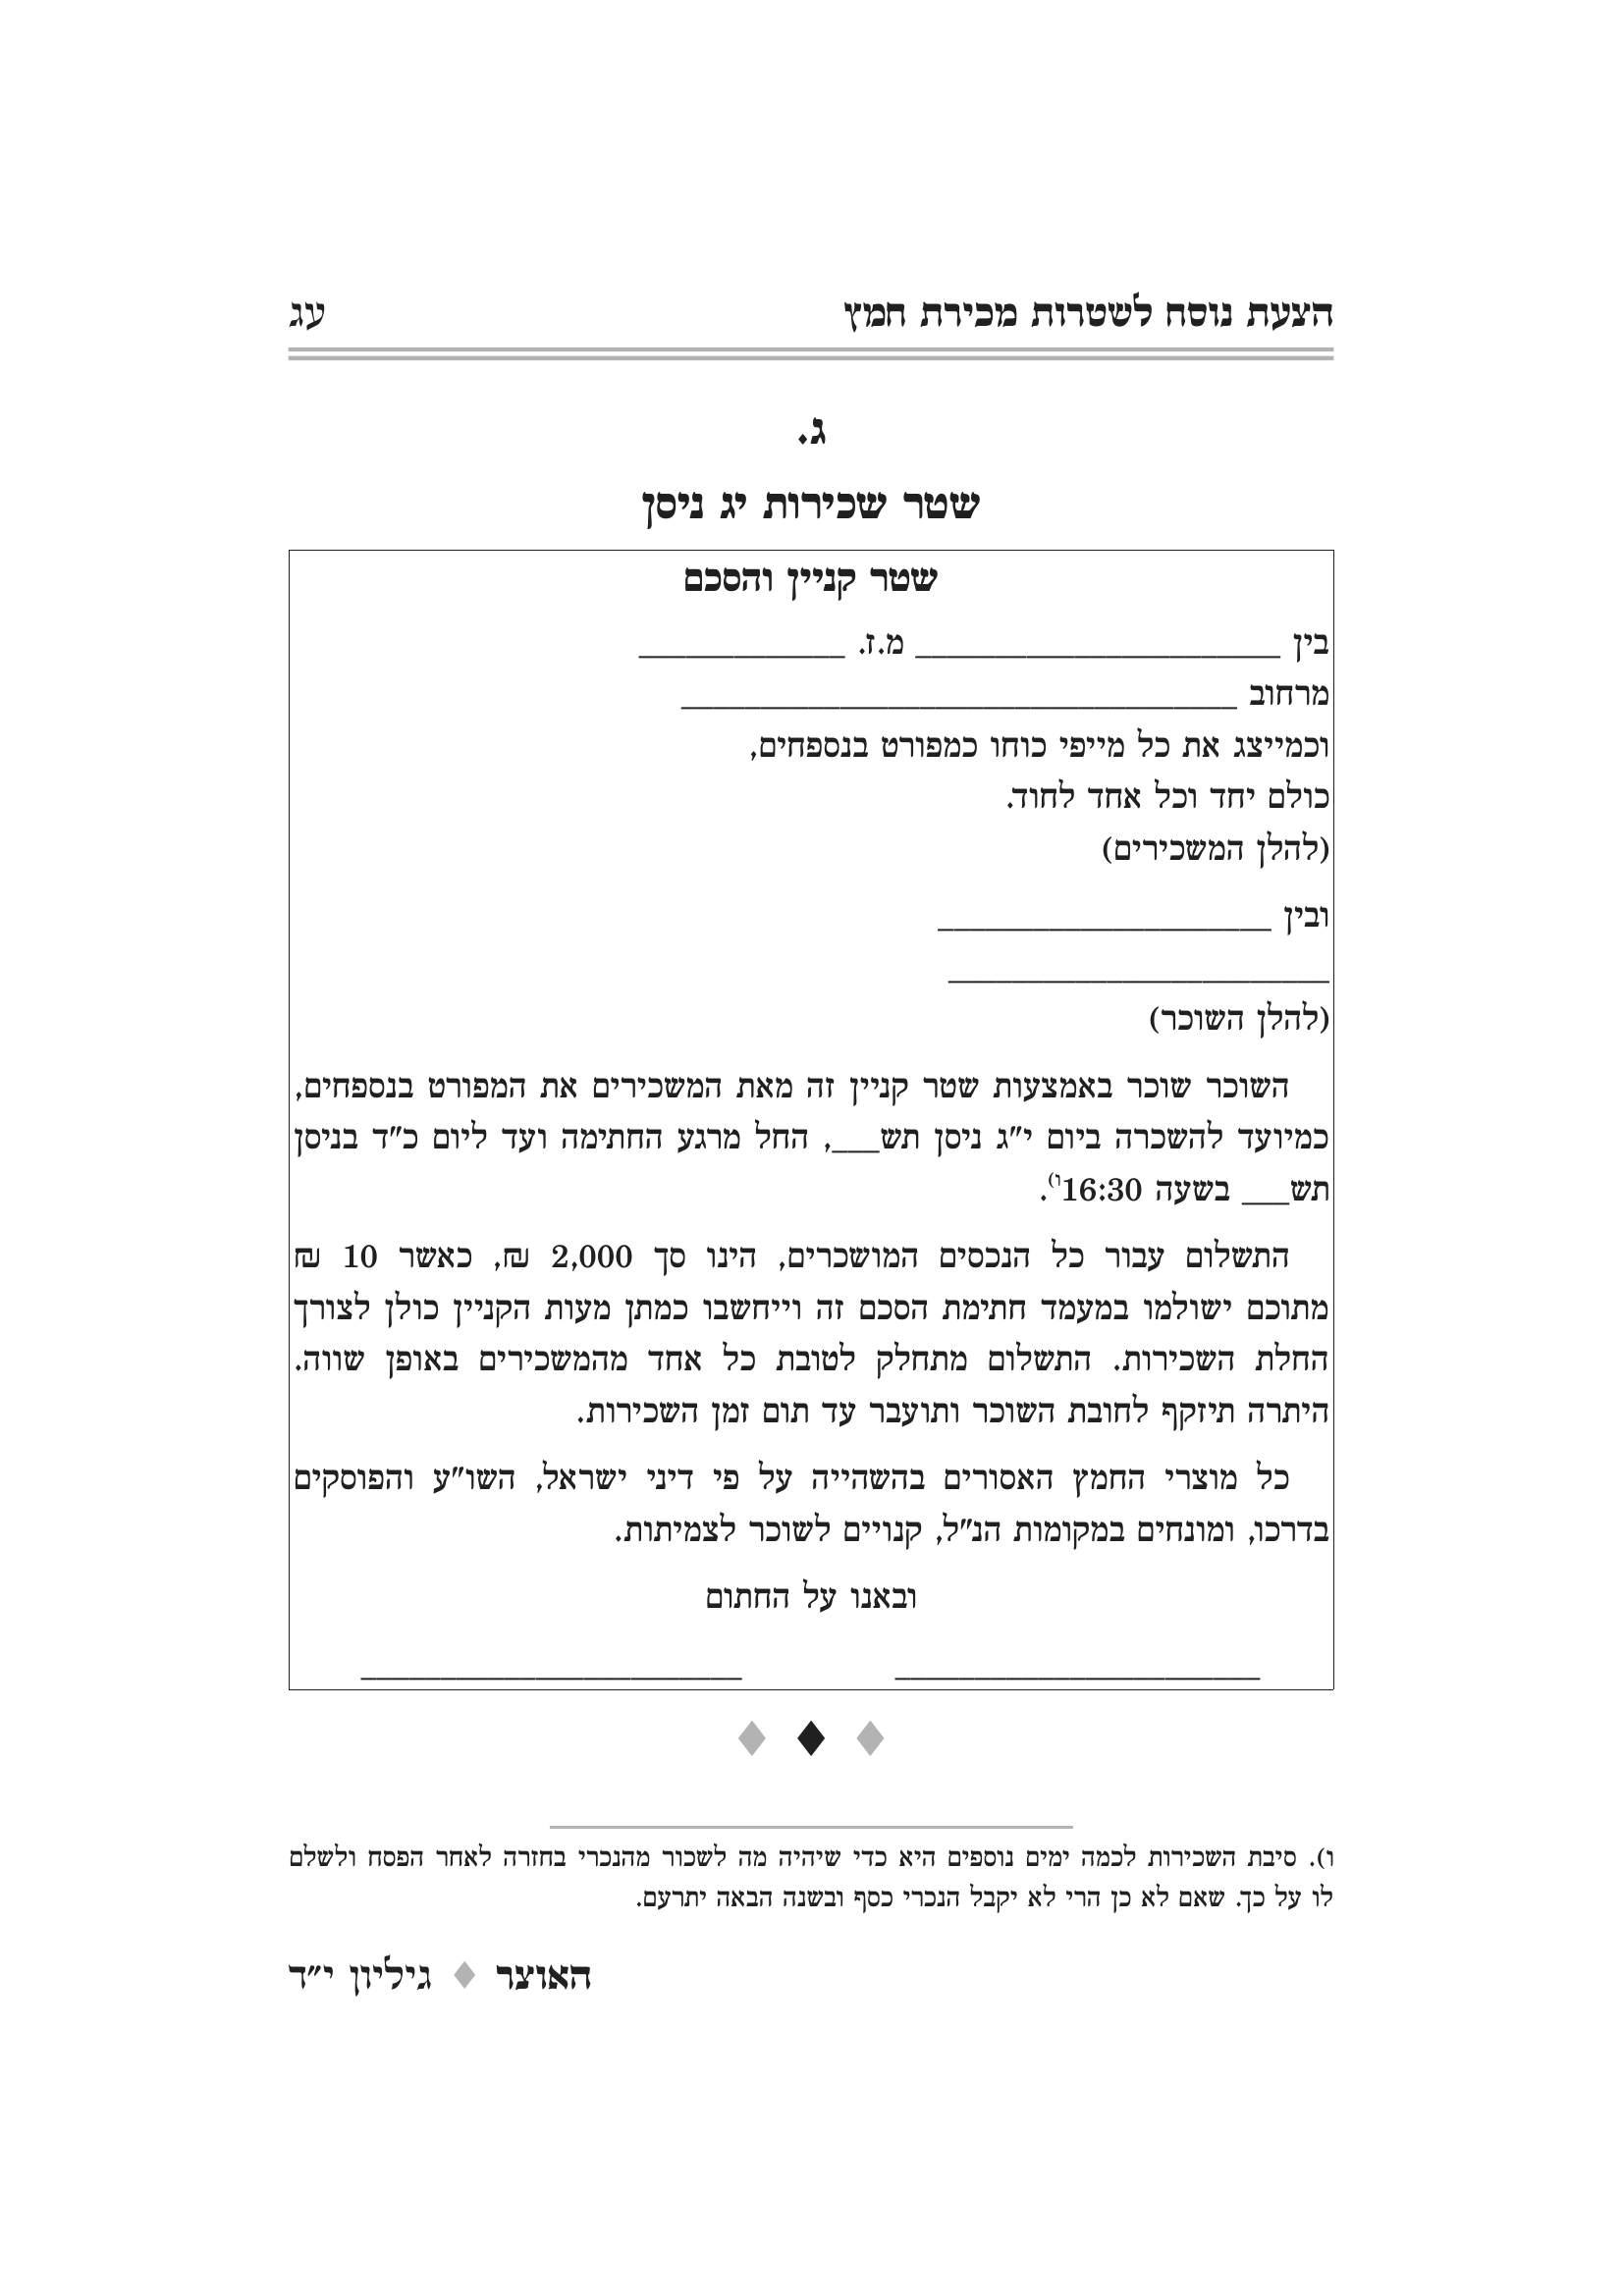 הצעת נוסח לשטרות מכירת חמץ עג
ג.
שטר שכירות יג ניסן
שטר קניין והסכם
בין _______________________ מ.ז. _____________
מרחוב ___________________________________
וכמייצג את כל מייפי כוחו כמפורט בנספחים,
כולם יחד וכל אחד לחוד.
(להלן המשכירים)
ובין _____________________
________________________
(להלן השוכר)
השוכר שוכר באמצעות שטר קניין זה מאת המשכירים את המפורט בנספחים,
כמיועד להשכרה ביום י"ג ניסן תש___, החל מרגע החתימה ועד ליום כ"ד בניסן
תש___ בשעה 16:30ו).
התשלום עבור כל הנכסים המושכרים, הינו סך 2,000 ₪, כאשר 10 ₪
מתוכם ישולמו במעמד חתימת הסכם זה וייחשבו כמתן מעות הקניין כולן לצורך
החלת השכירות. התשלום מתחלק לטובת כל אחד מהמשכירים באופן שווה.
היתרה תיזקף לחובת השוכר ותועבר עד תום זמן השכירות.
כל מוצרי החמץ האסורים בהשהייה על פי דיני ישראל, השו"ע והפוסקים
בדרכו, ומונחים במקומות הנ"ל, קנויים לשוכר לצמיתות.
ובאנו על החתום
_______________________ ________________________
ו). סיבת השכירות לכמה ימים נוספים היא כדי שיהיה מה לשכור מהנכרי בחזרה לאחר הפסח ולשלם
לו על כך. שאם לא כן הרי לא יקבל הנכרי כסף ובשנה הבאה יתרעם.
האוצר ♦ גיליון י"ד